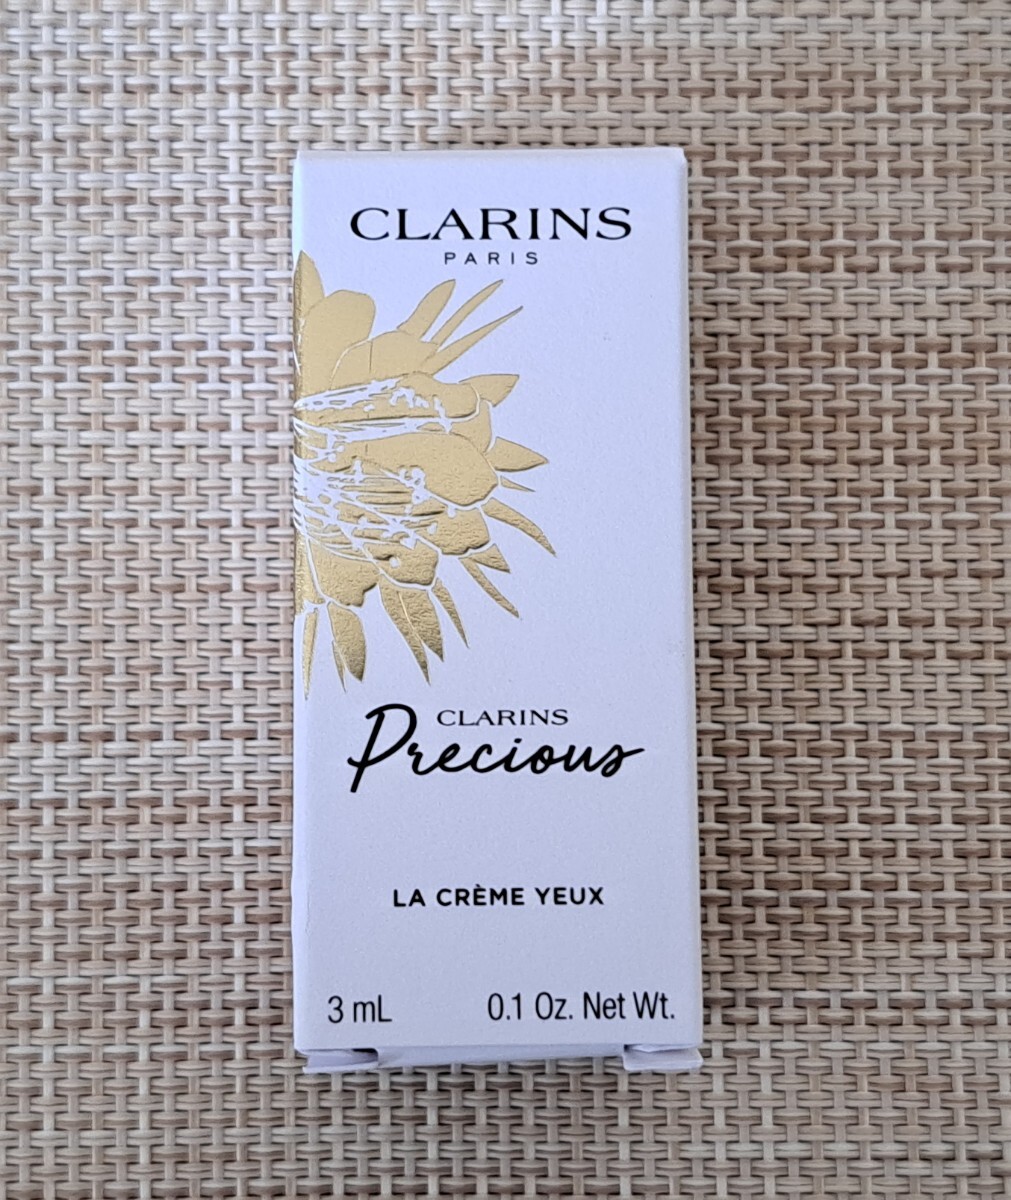 CLARINS
PARIS
CLARINS
Precious
LA CRÈME YEUX
3 mL 0.1 Oz. Net Wt.